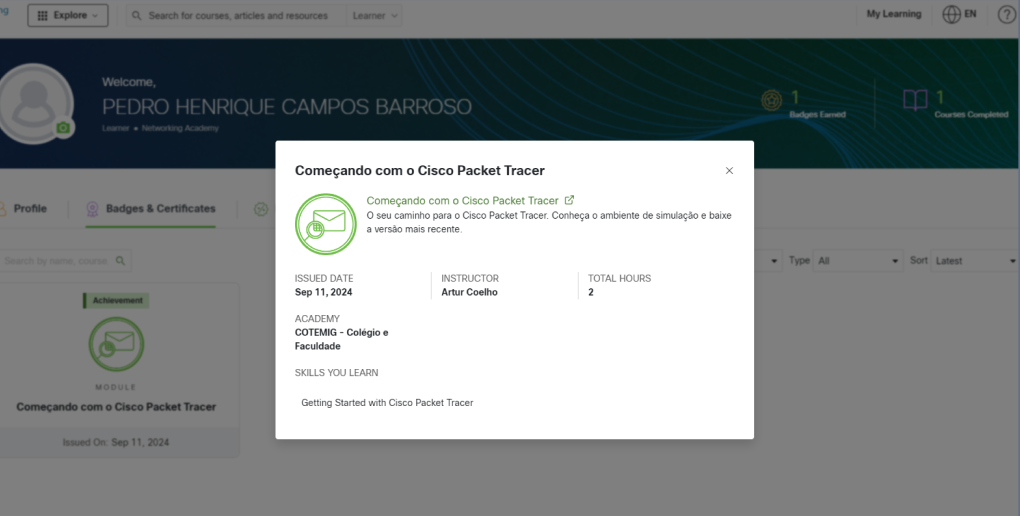 ng
Explore
Search for courses, articles and resources
Learner
My Learning
EN
?
Welcome,
PEDRO HENRIQUE CAMPOS BARROSO
Learner • Networking Academy
1
Badges Earned
1
Courses Completed
Profile
Badges & Certificates
Search by name, course
Type
All
Sort
Latest
Achievement
MODULE
Começando com o Cisco Packet Tracer
Issued On: Sep 11, 2024
Começando com o Cisco Packet Tracer
Começando com o Cisco Packet Tracer
O seu caminho para o Cisco Packet Tracer. Conheça o ambiente de simulação e baixe
a versão mais recente.
ISSUED DATE
Sep 11, 2024
INSTRUCTOR
Artur Coelho
TOTAL HOURS
2
ACADEMY
COTEMIG - Colégio e
Faculdade
SKILLS YOU LEARN
Getting Started with Cisco Packet Tracer